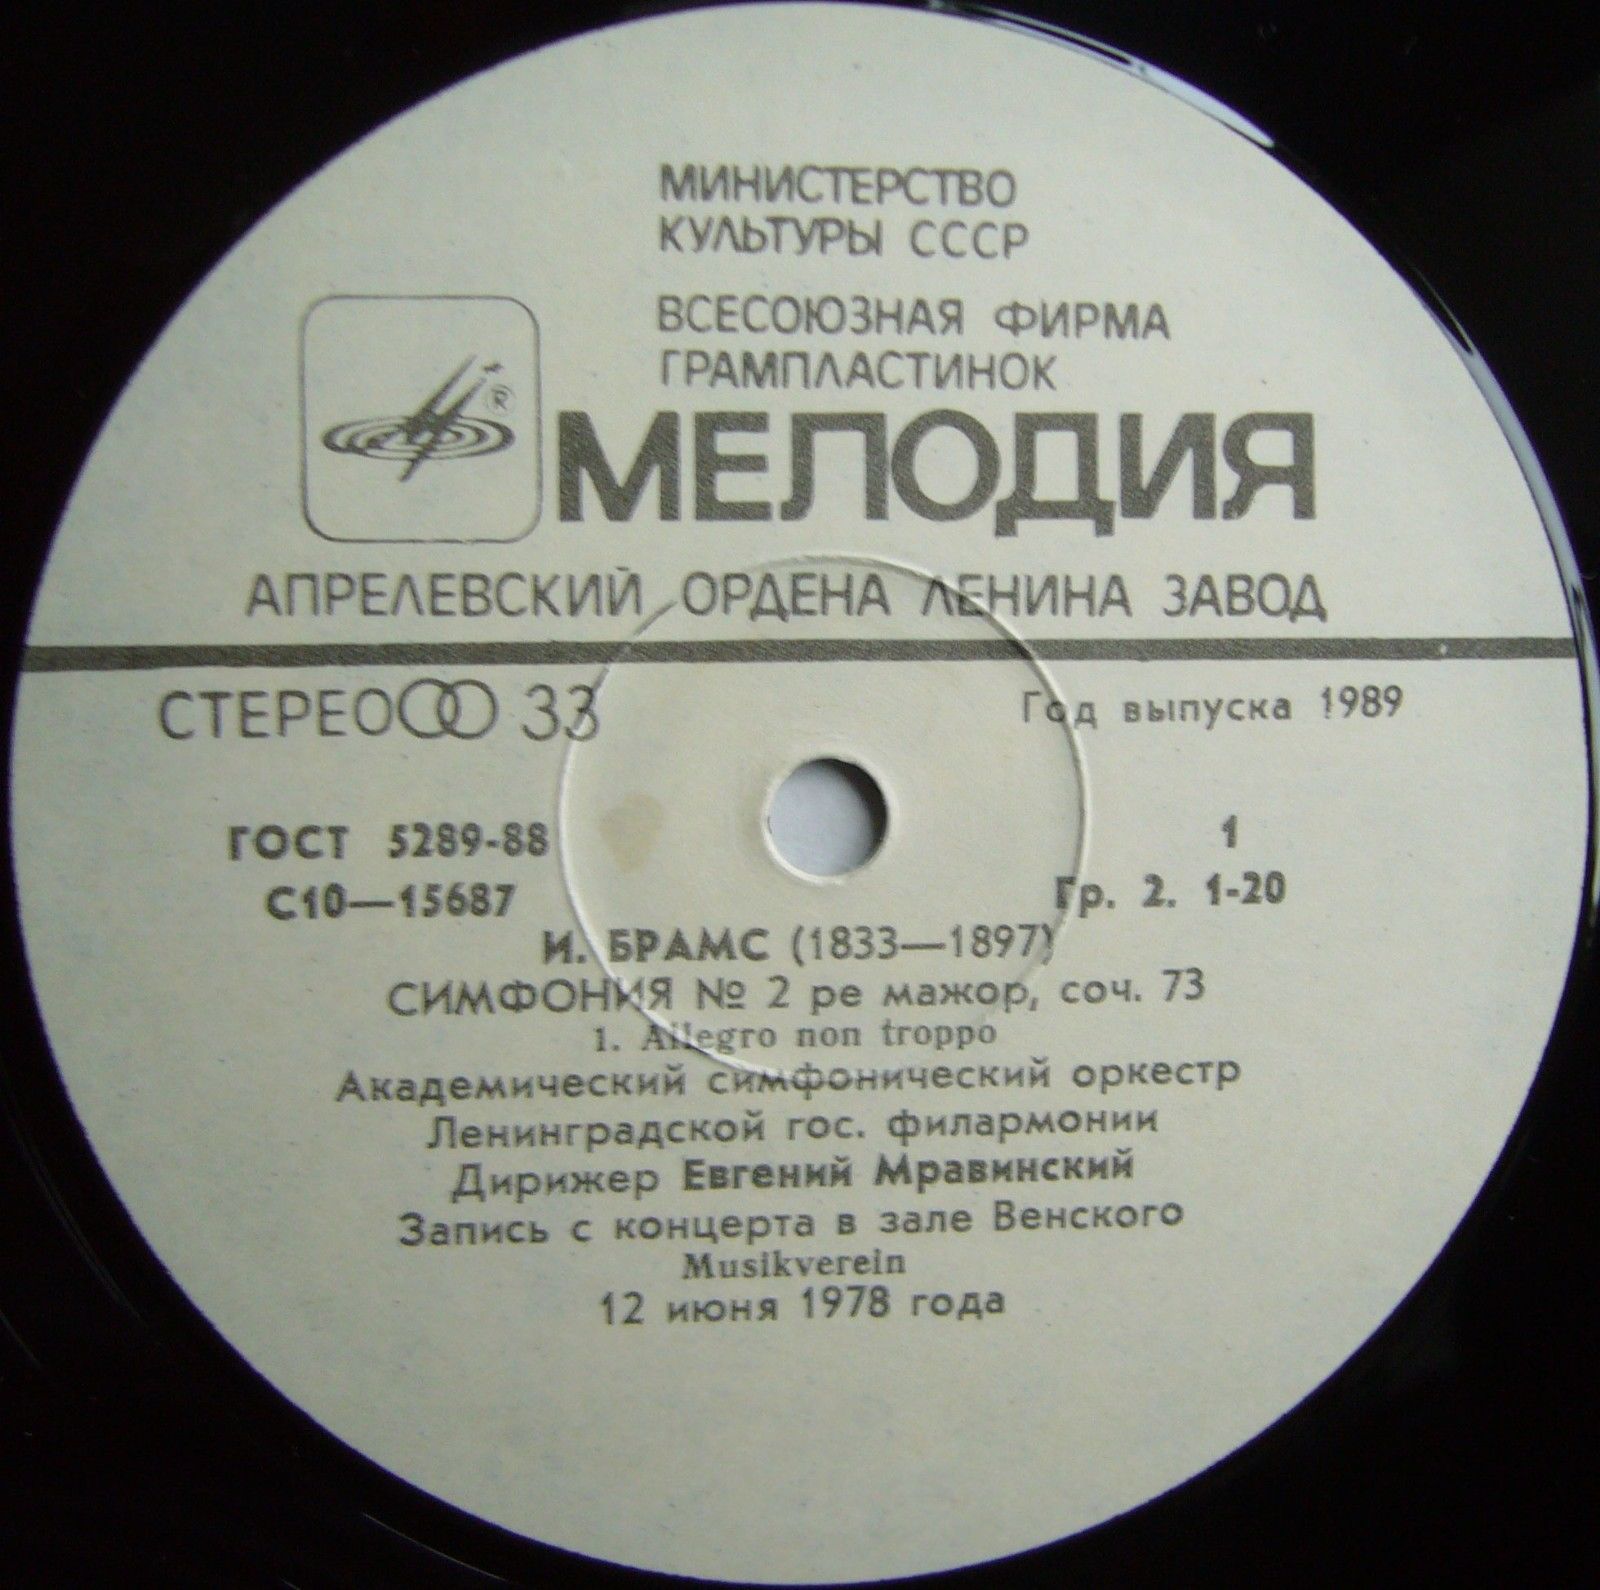 МИНИСТЕРСТВО
КУЛЬТУРЫ СССР
ВСЕСОЮЗНАЯ ФИРМА
ГРАМПЛАСТИНОК
®
МЕЛОДИЯ
АПРЕЛЕВСКИЙ ОРДЕНА ЛЕНИНА ЗАВОД
СТЕРЕО 33
Год выпуска 1989
ГОСТ 5289-88
1
С10—15687
Гр. 2. 1-20
И. БРАМС (1833—1897)
СИМФОНИЯ № 2 ре мажор, соч. 73
1. Allegro non troppo
Академический симфонический оркестр
Ленинградской гос. филармонии
Дирижер Евгений Мравинский
Запись с концерта в зале Венского
Musikverein
12 июня 1978 года